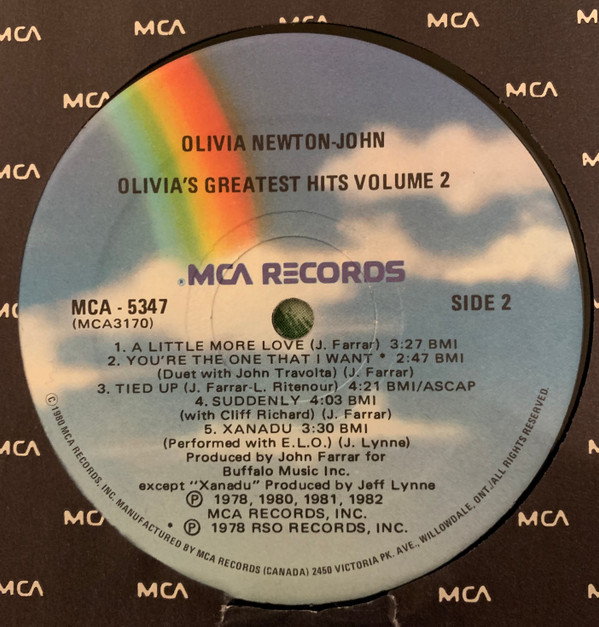 MCA
MCA
MCA
MCA
MCA
MCA
OLIVIA NEWTON-JOHN
OLIVIA'S GREATEST HITS VOLUME 2
®MCA RECORDS
MCA - 5347
(MCA3170)
SIDE 2
1. A LITTLE MORE LOVE (J. Farrar) 3:27 BMI
2. YOU'RE THE ONE THAT I WANT * 2:47 BMI
(Duet with John Travolta) (J. Farrar)
3. TIED UP (J. Farrar-L. Ritenour) 4:21 BMI/ASCAP
4. SUDDENLY 4:03 BMI
(with Cliff Richard) (J. Farrar)
5. XANADU 3:30 BMI
(Performed with E.L.O.) (J. Lynne)
Produced by John Farrar for
Buffalo Music Inc.
except "Xanadu" Produced by Jeff Lynne
Ⓟ 1978, 1980, 1981, 1982
MCA RECORDS, INC.
* Ⓟ 1978 RSO RECORDS, INC.
©1980 MCA RECORDS, INC. MANUFACTURED BY MCA RECORDS (CANADA) 2450 VICTORIA PK. AVE., WILLOWDALE, ONT./ALL RIGHTS RESERVED.
MCA
MCA
MCA
MCA
MCA
MCA
MCA